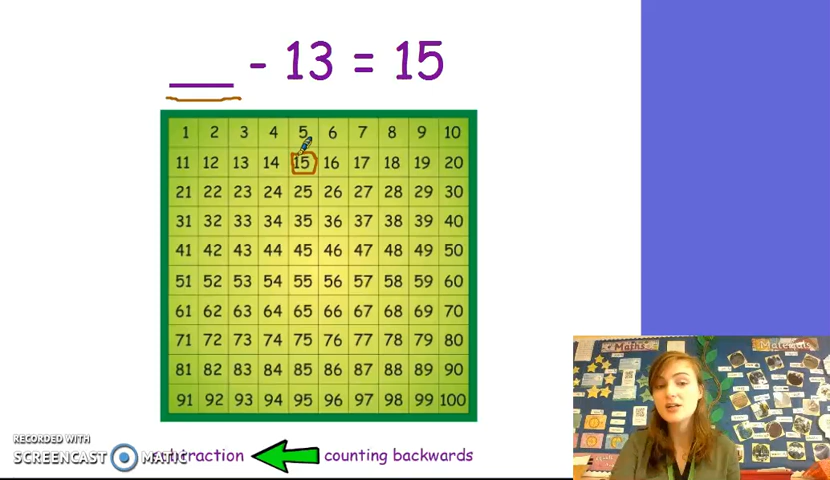 ___ - 13 = 15
1 2 3 4 5 6 7 8 9 10
11 12 13 14 15 16 17 18 19 20
21 22 23 24 25 26 27 28 29 30
31 32 33 34 35 36 37 38 39 40
41 42 43 44 45 46 47 48 49 50
51 52 53 54 55 56 57 58 59 60
61 62 63 64 65 66 67 68 69 70
71 72 73 74 75 76 77 78 79 80
81 82 83 84 85 86 87 88 89 90
91 92 93 94 95 96 97 98 99 100
subtraction counting backwards
RECORDED WITH
SCREENCAST MATIC
Maths
Materials